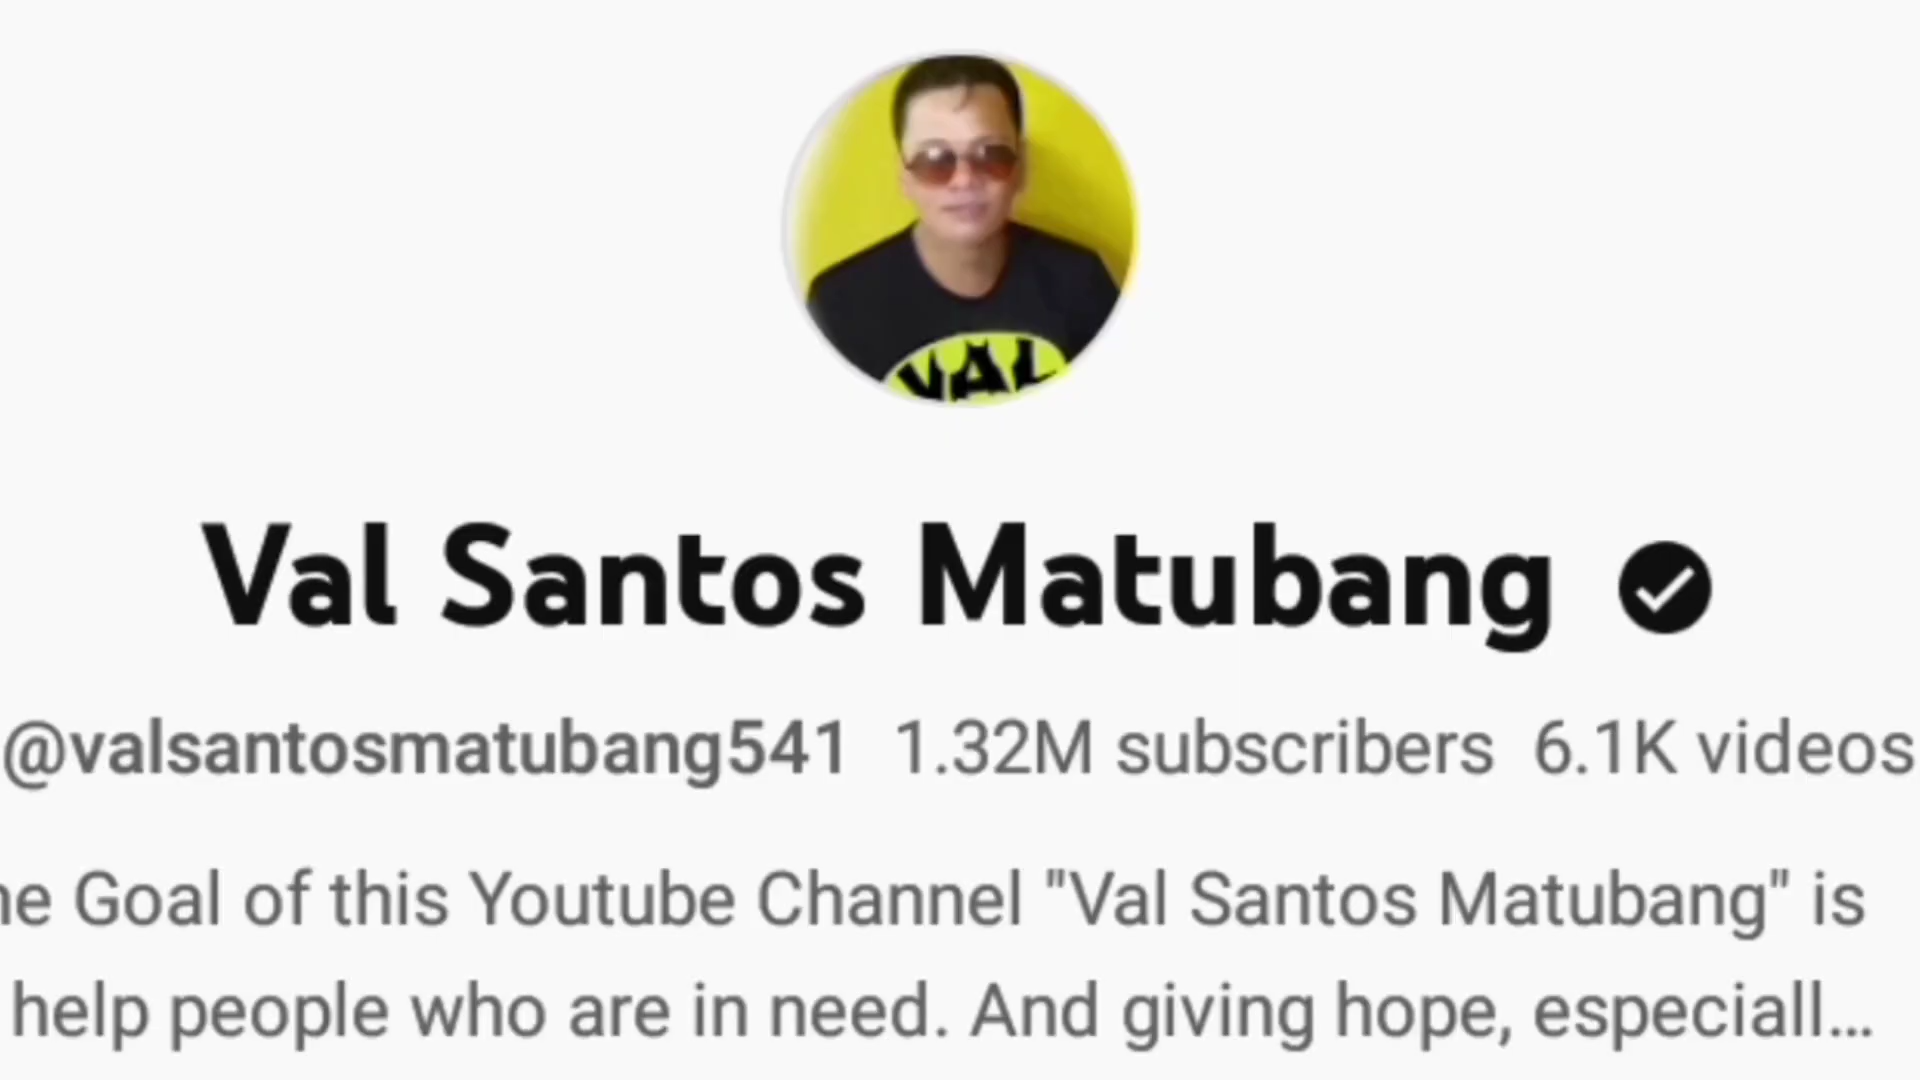 VAL
Val Santos Matubang
@valsantosmatubang541 1.32M subscribers 6.1K videos
he Goal of this Youtube Channel "Val Santos Matubang" is
help people who are in need. And giving hope, especiall...